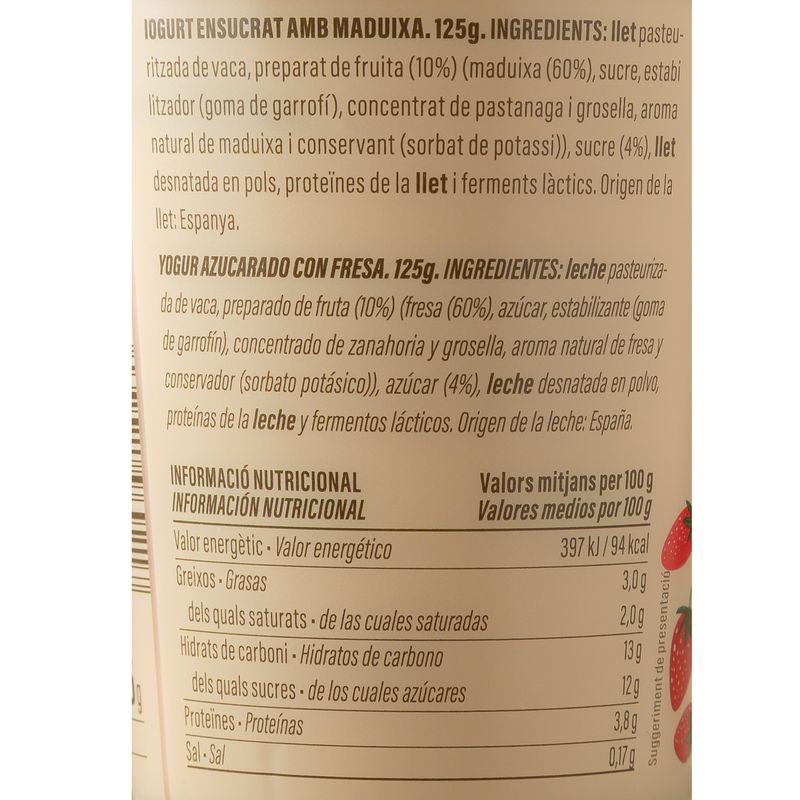 IOGURT ENSUCRAT AMB MADUIXA. 125g. INGREDIENTS: llet pasteu-
ritzada de vaca, preparat de fruita (10%) (maduixa (60%), sucre, estabi
litzador (goma de garrofí), concentrat de pastanaga i grosella, aroma
natural de maduixa i conservant (sorbat de potassi)), sucre (4%), llet
desnatada en pols, proteïnes de la llet i ferments làctics. Origen de la
llet: Espanya.
YOGUR AZUCARADO CON FRESA. 125g. INGREDIENTES: leche pasteuriza-
da de vaca, preparado de fruta (10%) (fresa (60%), azúcar, estabilizante (goma
de garrofín), concentrado de zanahoria y grosella, aroma natural de fresa y
conservador (sorbato potásico)), azúcar (4%), leche desnatada en polvo,
proteínas de la leche y fermentos lácticos. Origen de la leche: España.
INFORMACIÓ NUTRICIONAL Valors mitjans per 100 g
INFORMACIÓN NUTRICIONAL Valores medios por 100 g
Valor energètic · Valor energético 397 kJ / 94 kcal
Greixos · Grasas 3,0 g
dels quals saturats · de las cuales saturadas 2,0 g
Hidrats de carboni · Hidratos de carbono 13 g
dels quals sucres · de los cuales azúcares 12 g
Proteïnes · Proteínas 3,8 g
Sal · Sal 0,17 g
Suggeriment de presentació